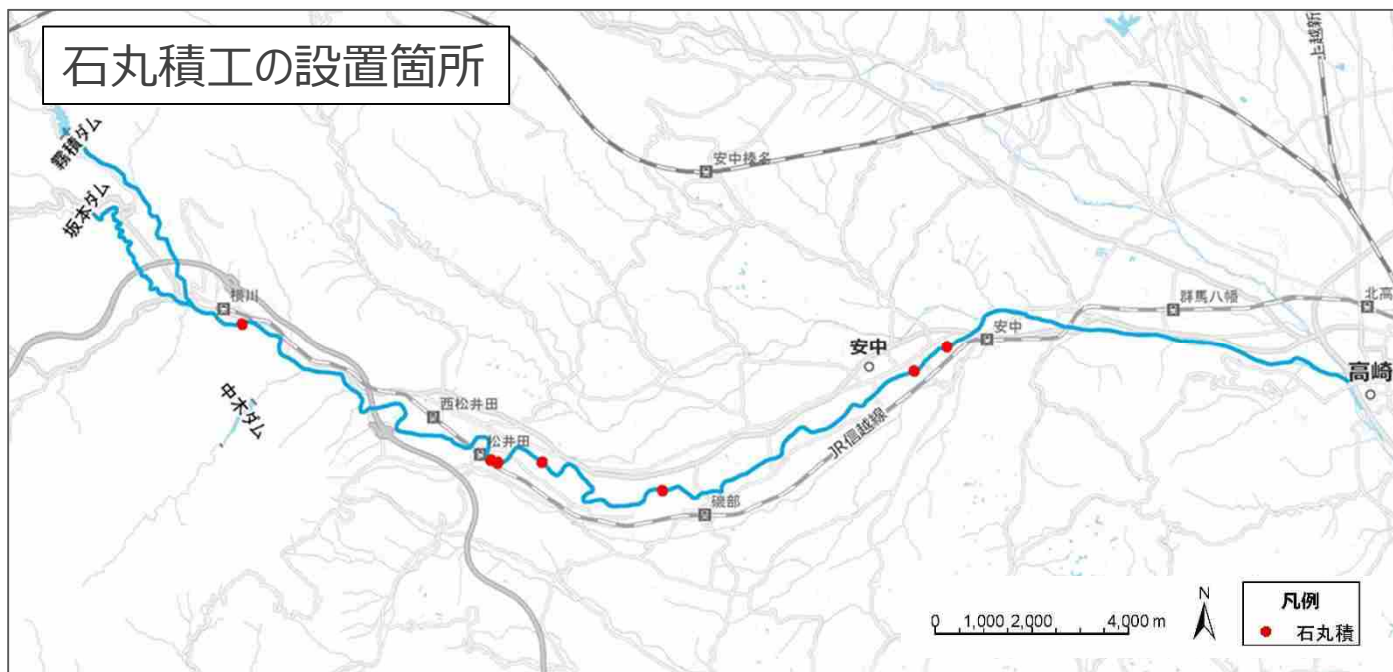 石丸積工の設置箇所
上越新
霧積ダム
安中榛名
坂本ダム
横川
群馬八幡
北高
安中
安中
高崎
中木ダム
西松井田
松井田
JR信越線
磯部
N
0 1,000 2,000 4,000 m
凡例
石丸積